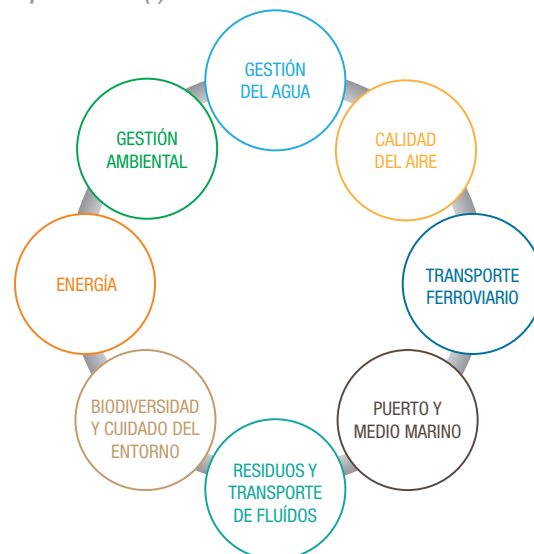 GESTIÓN
DEL AGUA
CALIDAD
DEL AIRE
TRANSPORTE
FERROVIARIO
PUERTO Y
MEDIO MARINO
RESIDUOS Y
TRANSPORTE
DE FLUÍDOS
BIODIVERSIDAD
Y CUIDADO DEL
ENTORNO
ENERGÍA
GESTIÓN
AMBIENTAL